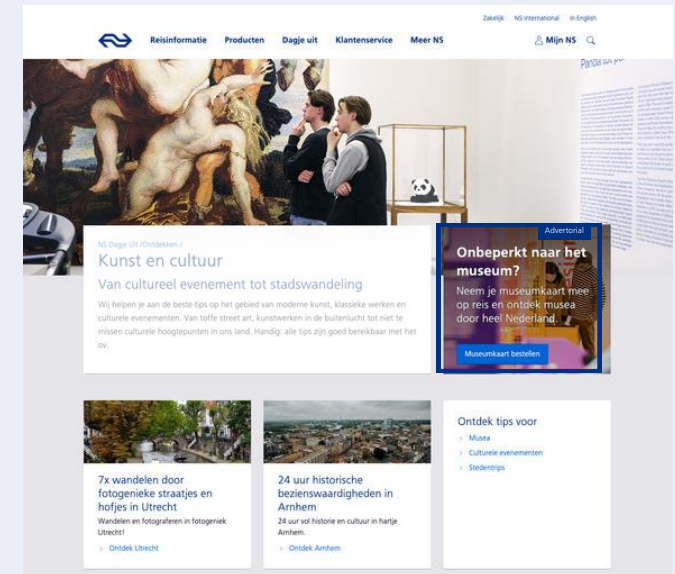 Zakelijk NS International In English
Reisinformatie Producten Dagje uit Klantenservice Meer NS Mijn NS
Panda tot
NS Dagje Uit /Ontdekken /
Kunst en cultuur
Van cultureel evenement tot stadswandeling
Wij helpen je aan de beste tips op het gebied van moderne kunst, klassieke werken en
culturele evenementen. Van toffe street art, kunstwerken in de buitenlucht tot niet te
missen culturele hoogtepunten in ons land. Handig: alle tips zijn goed bereikbaar met het
ov.
Advertorial
Onbeperkt naar het
museum?
Neem je museumkaart mee
op reis en ontdek musea
door heel Nederland.
Museumkaart bestellen
7x wandelen door
fotogenieke straatjes en
hofjes in Utrecht
Wandelen en fotograferen in fotogeniek
Utrecht!
Ontdek Utrecht
24 uur historische
bezienswaardigheden in
Arnhem
24 uur vol historie en cultuur in hartje
Arnhem.
Ontdek Arnhem
Ontdek tips voor
Musea
Culturele evenementen
Stedentrips